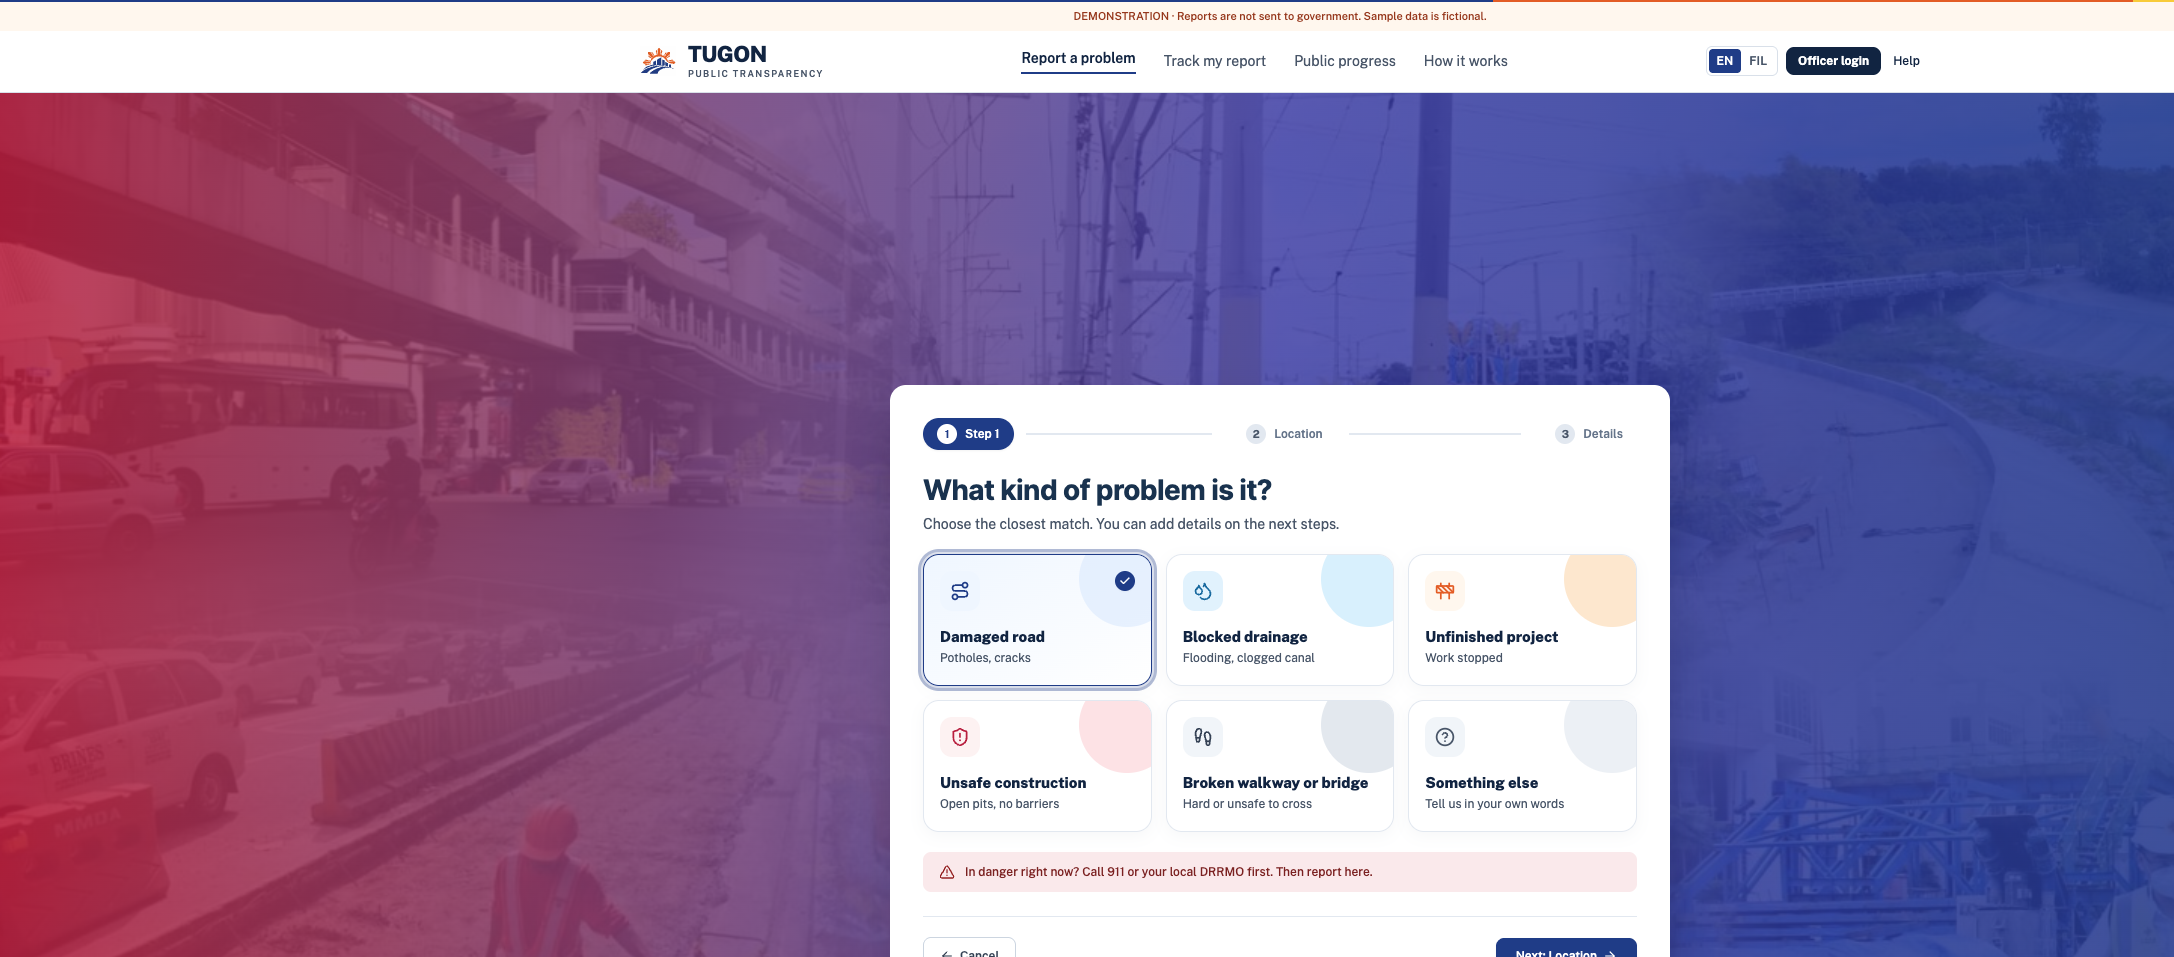 DEMONSTRATION · Reports are not sent to government. Sample data is fictional.
TUGON
PUBLIC TRANSPARENCY
Report a problem
Track my report
Public progress
How it works
EN
FIL
Officer login
Help
1 Step 1
2 Location
3 Details
What kind of problem is it?
Choose the closest match. You can add details on the next steps.
Damaged road
Potholes, cracks
Blocked drainage
Flooding, clogged canal
Unfinished project
Work stopped
Unsafe construction
Open pits, no barriers
Broken walkway or bridge
Hard or unsafe to cross
Something else
Tell us in your own words
In danger right now? Call 911 or your local DRRMO first. Then report here.
← Cancel
Next: Location →
BRINES
MMDA